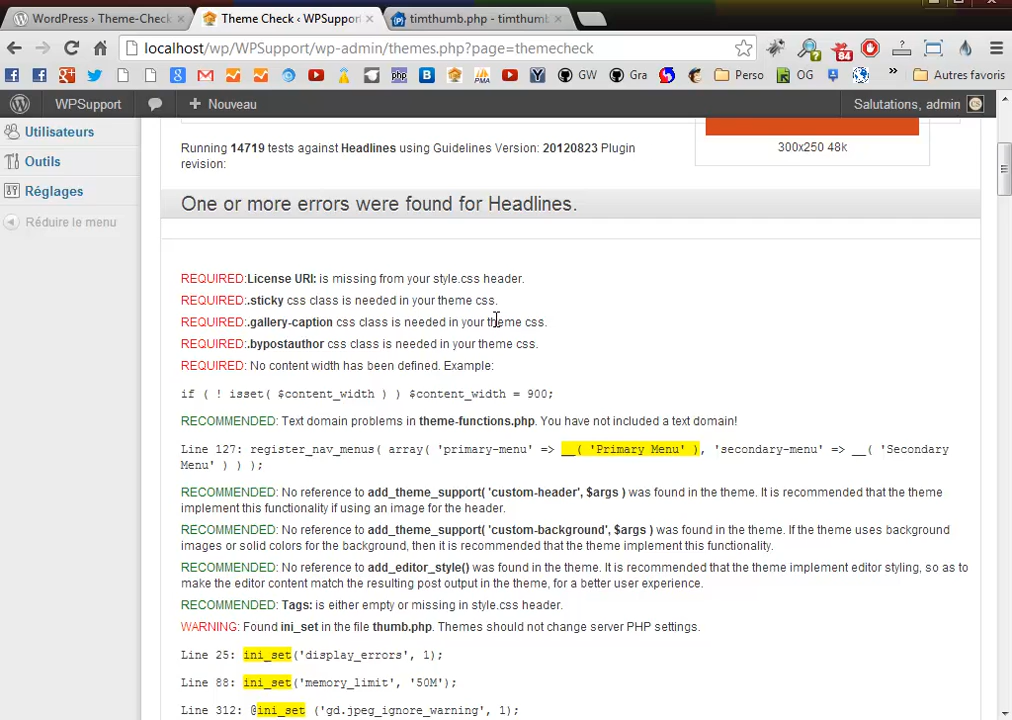 WordPress › Theme-Check
Theme Check ‹ WPSupport
timthumb.php - timthumb
localhost/wp/WPSupport/wp-admin/themes.php?page=themecheck
84
GW
Gra
Perso
OG
»
Autres favoris
WPSupport
Nouveau
Salutations, admin
Utilisateurs
Outils
Réglages
Réduire le menu
Running 14719 tests against Headlines using Guidelines Version: 20120823 Plugin
revision:
300x250 48k
One or more errors were found for Headlines.
REQUIRED:License URI: is missing from your style.css header.
REQUIRED:.sticky css class is needed in your theme css.
REQUIRED:.gallery-caption css class is needed in your theme css.
REQUIRED:.bypostauthor css class is needed in your theme css.
REQUIRED: No content width has been defined. Example:
if ( ! isset( $content_width ) ) $content_width = 900;
RECOMMENDED: Text domain problems in theme-functions.php. You have not included a text domain!
Line 127: register_nav_menus( array( 'primary-menu' => __( 'Primary Menu' ), 'secondary-menu' => __( 'Secondary
Menu' ) ) );
RECOMMENDED: No reference to add_theme_support( 'custom-header', $args ) was found in the theme. It is recommended that the theme
implement this functionality if using an image for the header.
RECOMMENDED: No reference to add_theme_support( 'custom-background', $args ) was found in the theme. If the theme uses background
images or solid colors for the background, then it is recommended that the theme implement this functionality.
RECOMMENDED: No reference to add_editor_style() was found in the theme. It is recommended that the theme implement editor styling, so as to
make the editor content match the resulting post output in the theme, for a better user experience.
RECOMMENDED: Tags: is either empty or missing in style.css header.
WARNING: Found ini_set in the file thumb.php. Themes should not change server PHP settings.
Line 25: ini_set('display_errors', 1);
Line 88: ini_set('memory_limit', '50M');
Line 312: @ini_set ('gd.jpeg_ignore_warning', 1);